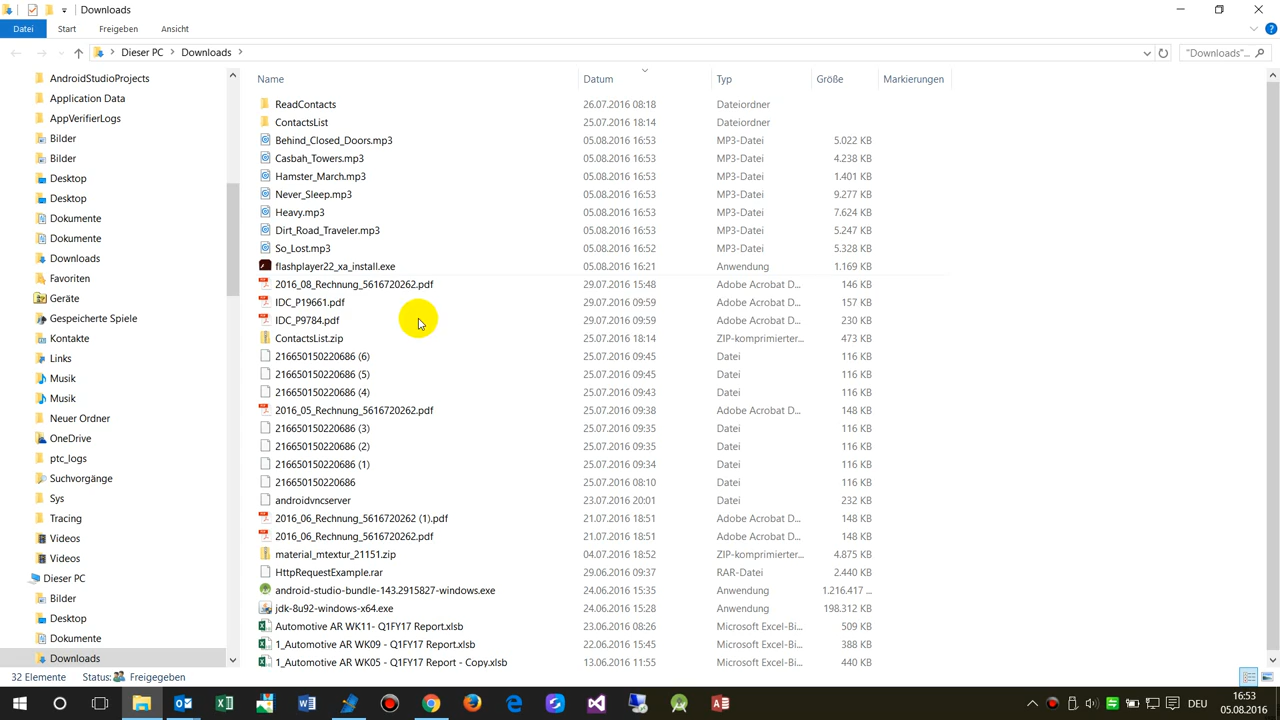 Downloads
Datei Start Freigeben Ansicht
Dieser PC Downloads "Downloads"...
Name Datum Typ Größe Markierungen
AndroidStudioProjects
Application Data
AppVerifierLogs
Bilder
Bilder
Desktop
Desktop
Dokumente
Dokumente
Downloads
Favoriten
Geräte
Gespeicherte Spiele
Kontakte
Links
Musik
Musik
Neuer Ordner
OneDrive
ptc_logs
Suchvorgänge
Sys
Tracing
Videos
Videos
Dieser PC
Bilder
Desktop
Dokumente
Downloads
ReadContacts 26.07.2016 08:18 Dateiordner
ContactsList 25.07.2016 18:14 Dateiordner
Behind_Closed_Doors.mp3 05.08.2016 16:53 MP3-Datei 5.022 KB
Casbah_Towers.mp3 05.08.2016 16:53 MP3-Datei 4.238 KB
Hamster_March.mp3 05.08.2016 16:53 MP3-Datei 1.401 KB
Never_Sleep.mp3 05.08.2016 16:53 MP3-Datei 9.277 KB
Heavy.mp3 05.08.2016 16:53 MP3-Datei 7.624 KB
Dirt_Road_Traveler.mp3 05.08.2016 16:53 MP3-Datei 5.247 KB
So_Lost.mp3 05.08.2016 16:52 MP3-Datei 5.328 KB
flashplayer22_xa_install.exe 05.08.2016 16:21 Anwendung 1.169 KB
2016_08_Rechnung_5616720262.pdf 29.07.2016 15:48 Adobe Acrobat D... 146 KB
IDC_P19661.pdf 29.07.2016 09:59 Adobe Acrobat D... 157 KB
IDC_P9784.pdf 29.07.2016 09:59 Adobe Acrobat D... 230 KB
ContactsList.zip 25.07.2016 18:14 ZIP-komprimierter... 473 KB
216650150220686 (6) 25.07.2016 09:45 Datei 116 KB
216650150220686 (5) 25.07.2016 09:45 Datei 116 KB
216650150220686 (4) 25.07.2016 09:43 Datei 116 KB
2016_05_Rechnung_5616720262.pdf 25.07.2016 09:38 Adobe Acrobat D... 148 KB
216650150220686 (3) 25.07.2016 09:35 Datei 116 KB
216650150220686 (2) 25.07.2016 09:35 Datei 116 KB
216650150220686 (1) 25.07.2016 09:34 Datei 116 KB
216650150220686 25.07.2016 08:10 Datei 116 KB
androidvncserver 23.07.2016 20:01 Datei 232 KB
2016_06_Rechnung_5616720262 (1).pdf 21.07.2016 18:51 Adobe Acrobat D... 148 KB
2016_06_Rechnung_5616720262.pdf 21.07.2016 18:51 Adobe Acrobat D... 148 KB
material_mtextur_21151.zip 04.07.2016 18:52 ZIP-komprimierter... 4.875 KB
HttpRequestExample.rar 29.06.2016 09:37 RAR-Datei 2.440 KB
android-studio-bundle-143.2915827-windows.exe 24.06.2016 15:35 Anwendung 1.216.417 ...
jdk-8u92-windows-x64.exe 24.06.2016 15:28 Anwendung 198.312 KB
Automotive AR WK11- Q1FY17 Report.xlsb 23.06.2016 08:26 Microsoft Excel-Bi... 509 KB
1_Automotive AR WK09 - Q1FY17 Report.xlsb 22.06.2016 15:45 Microsoft Excel-Bi... 388 KB
1_Automotive AR WK05 - Q1FY17 Report - Copy.xlsb 13.06.2016 11:55 Microsoft Excel-Bi... 440 KB
32 Elemente Status: Freigegeben
DEU
16:53
05.08.2016